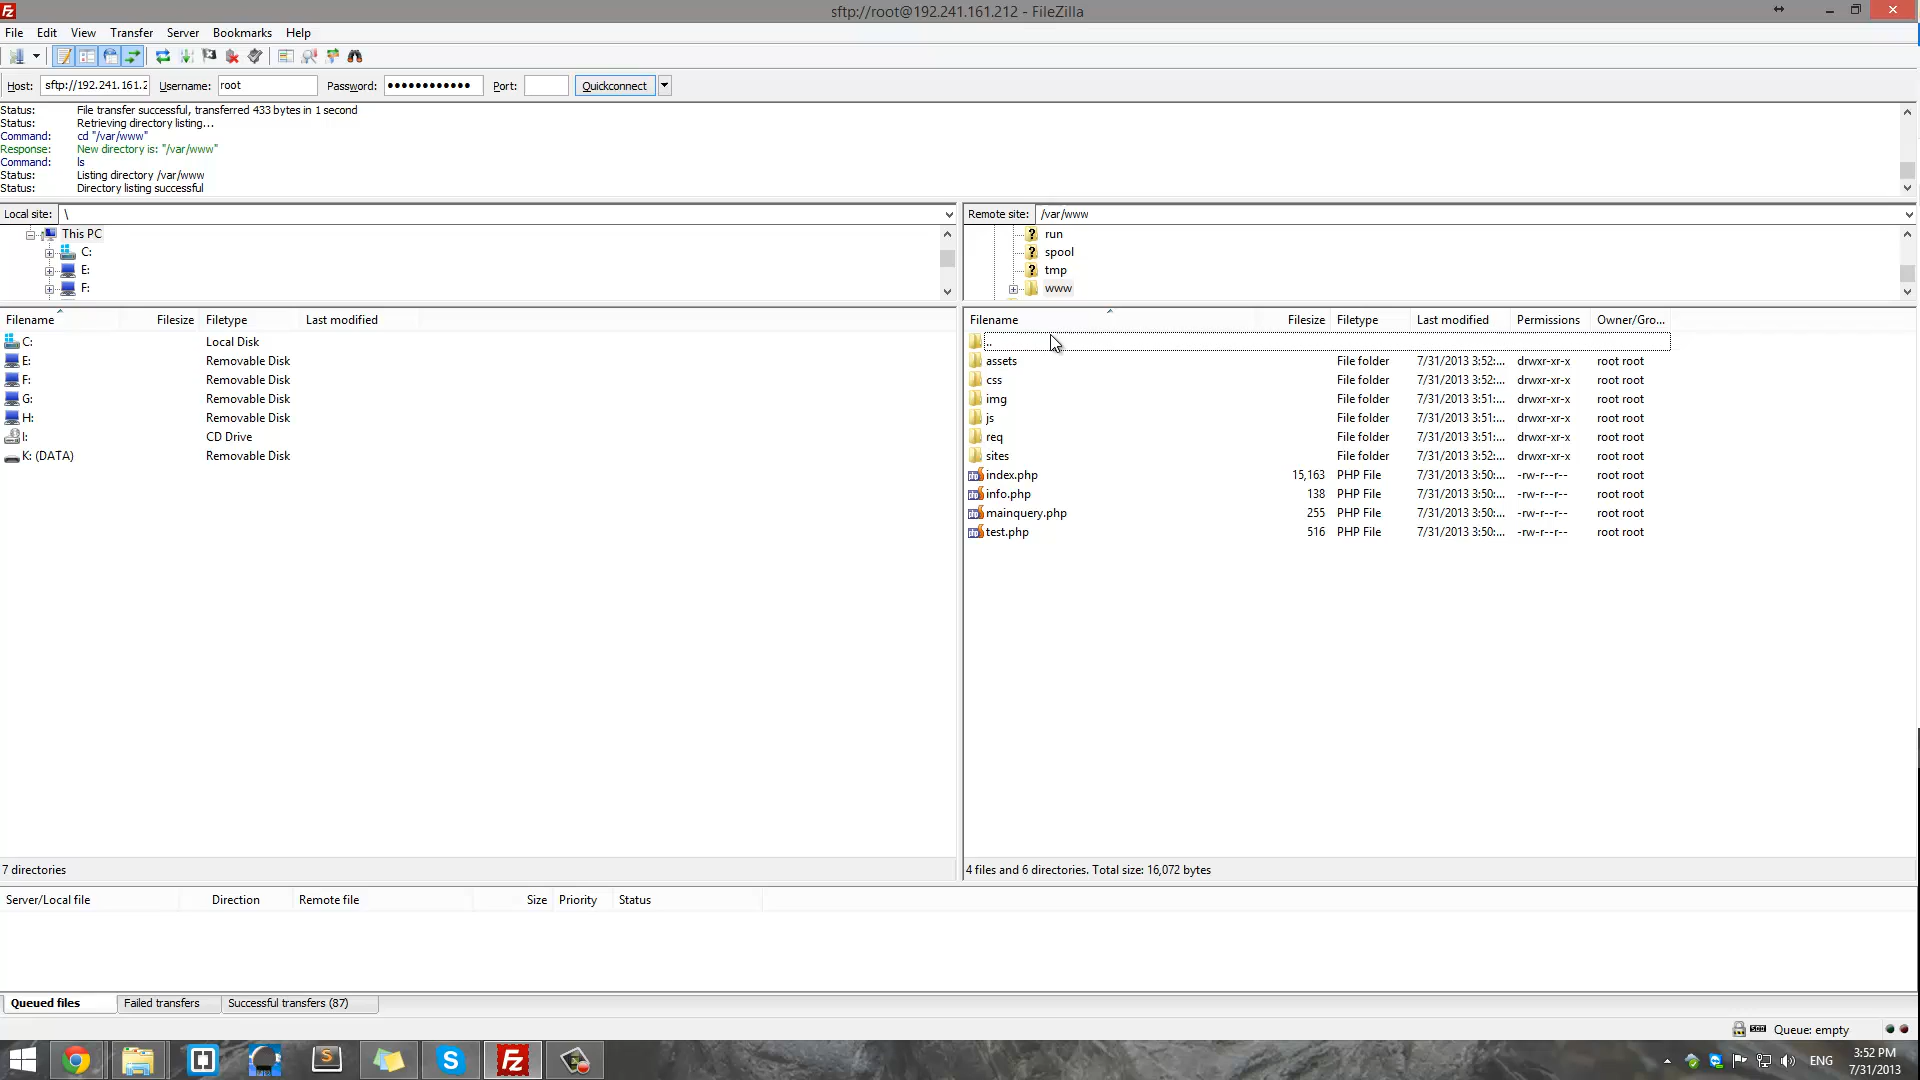 sftp://root@192.241.161.212 - FileZilla
File Edit View Transfer Server Bookmarks Help
Host: sftp://192.241.161.2 Username: root Password: ●●●●●●●●●●●● Port: Quickconnect
Status: File transfer successful, transferred 433 bytes in 1 second
Status: Retrieving directory listing...
Command: cd "/var/www"
Response: New directory is: "/var/www"
Command: ls
Status: Listing directory /var/www
Status: Directory listing successful
Local site: \
This PC
C:
E:
F:
Filename Filesize Filetype Last modified
C: Local Disk
E: Removable Disk
F: Removable Disk
G: Removable Disk
H: Removable Disk
I: CD Drive
K: (DATA) Removable Disk
7 directories
Remote site: /var/www
run
spool
tmp
www
Filename Filesize Filetype Last modified Permissions Owner/Gro...
..
assets File folder 7/31/2013 3:52:... drwxr-xr-x root root
css File folder 7/31/2013 3:52:... drwxr-xr-x root root
img File folder 7/31/2013 3:51:... drwxr-xr-x root root
js File folder 7/31/2013 3:51:... drwxr-xr-x root root
req File folder 7/31/2013 3:51:... drwxr-xr-x root root
sites File folder 7/31/2013 3:52:... drwxr-xr-x root root
index.php 15,163 PHP File 7/31/2013 3:50:... -rw-r--r-- root root
info.php 138 PHP File 7/31/2013 3:50:... -rw-r--r-- root root
mainquery.php 255 PHP File 7/31/2013 3:50:... -rw-r--r-- root root
test.php 516 PHP File 7/31/2013 3:50:... -rw-r--r-- root root
4 files and 6 directories. Total size: 16,072 bytes
Server/Local file Direction Remote file Size Priority Status
Queued files Failed transfers Successful transfers (87)
Queue: empty
ENG
3:52 PM
7/31/2013